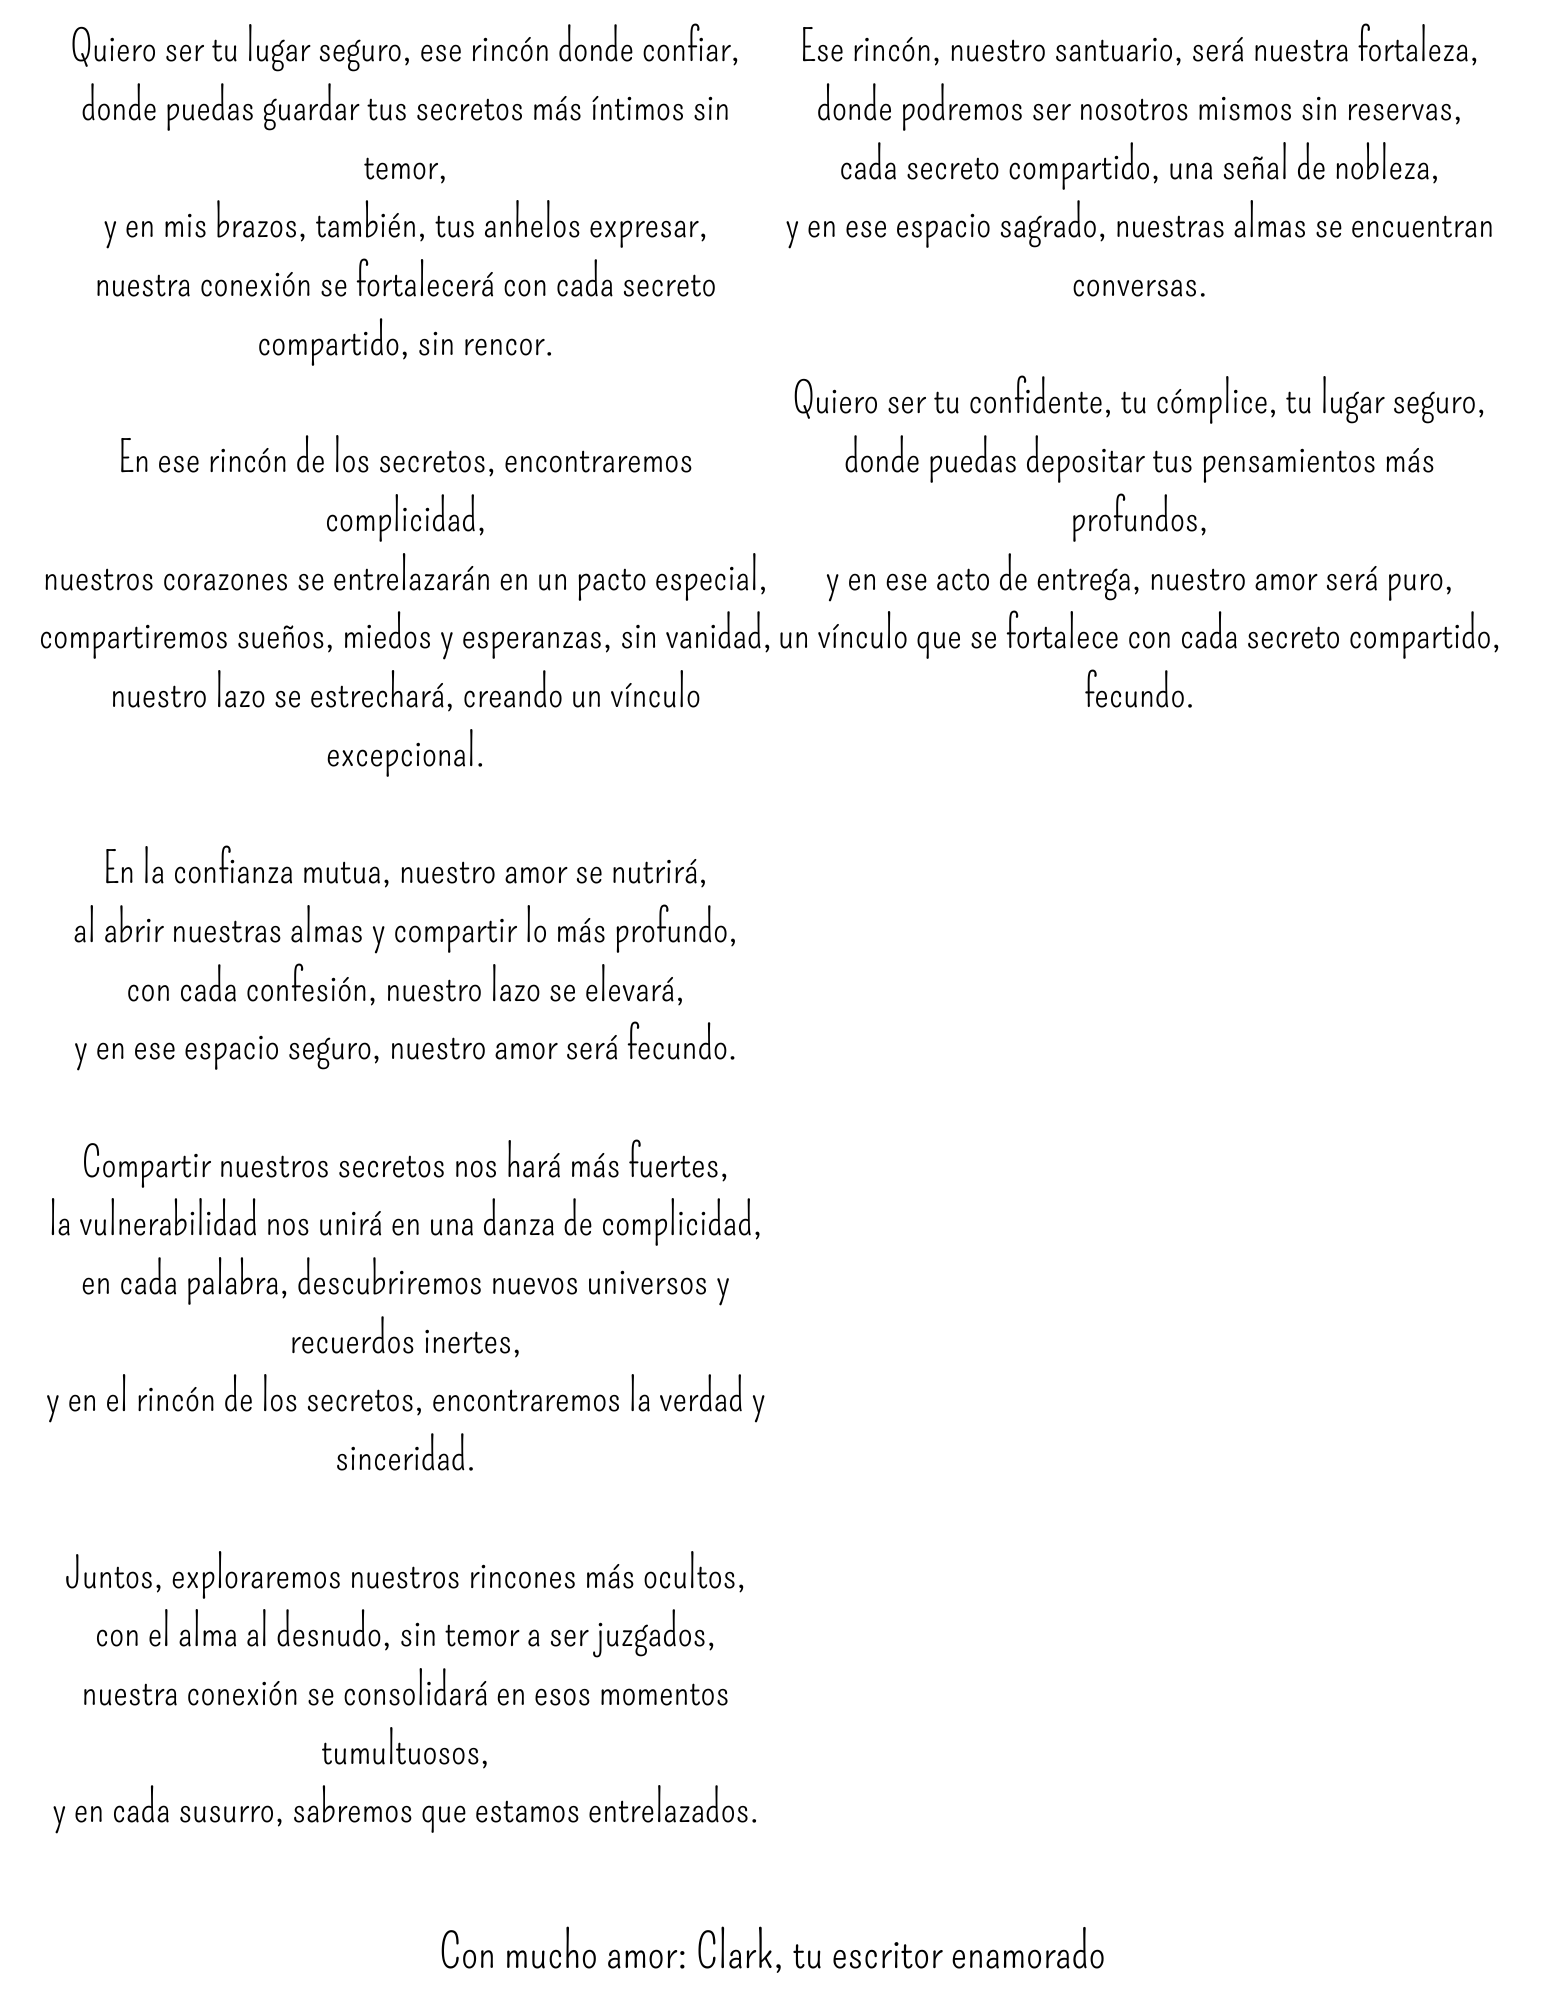 Quiero ser tu lugar seguro, ese rincón donde confiar,
donde puedas guardar tus secretos más íntimos sin
temor,
y en mis brazos, también, tus anhelos expresar,
nuestra conexión se fortalecerá con cada secreto
compartido, sin rencor.
En ese rincón de los secretos, encontraremos
complicidad,
nuestros corazones se entrelazarán en un pacto especial,
compartiremos sueños, miedos y esperanzas, sin vanidad,
nuestro lazo se estrechará, creando un vínculo
excepcional.
En la confianza mutua, nuestro amor se nutrirá,
al abrir nuestras almas y compartir lo más profundo,
con cada confesión, nuestro lazo se elevará,
y en ese espacio seguro, nuestro amor será fecundo.
Compartir nuestros secretos nos hará más fuertes,
la vulnerabilidad nos unirá en una danza de complicidad,
en cada palabra, descubriremos nuevos universos y
recuerdos inertes,
y en el rincón de los secretos, encontraremos la verdad y
sinceridad.
Juntos, exploraremos nuestros rincones más ocultos,
con el alma al desnudo, sin temor a ser juzgados,
nuestra conexión se consolidará en esos momentos
tumultuosos,
y en cada susurro, sabremos que estamos entrelazados.
Ese rincón, nuestro santuario, será nuestra fortaleza,
donde podremos ser nosotros mismos sin reservas,
cada secreto compartido, una señal de nobleza,
y en ese espacio sagrado, nuestras almas se encuentran
conversas.
Quiero ser tu confidente, tu cómplice, tu lugar seguro,
donde puedas depositar tus pensamientos más
profundos,
y en ese acto de entrega, nuestro amor será puro,
un vínculo que se fortalece con cada secreto compartido,
fecundo.
Con mucho amor: Clark, tu escritor enamorado